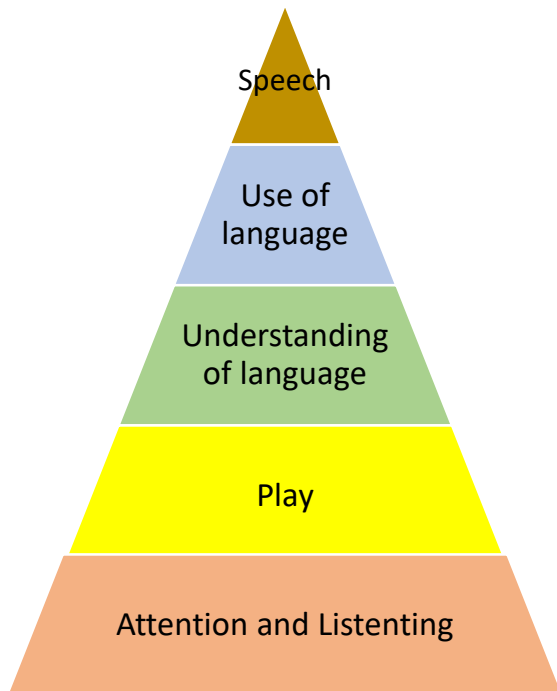 Speech
Use of
language
Understanding
of language
Play
Attention and Listenting